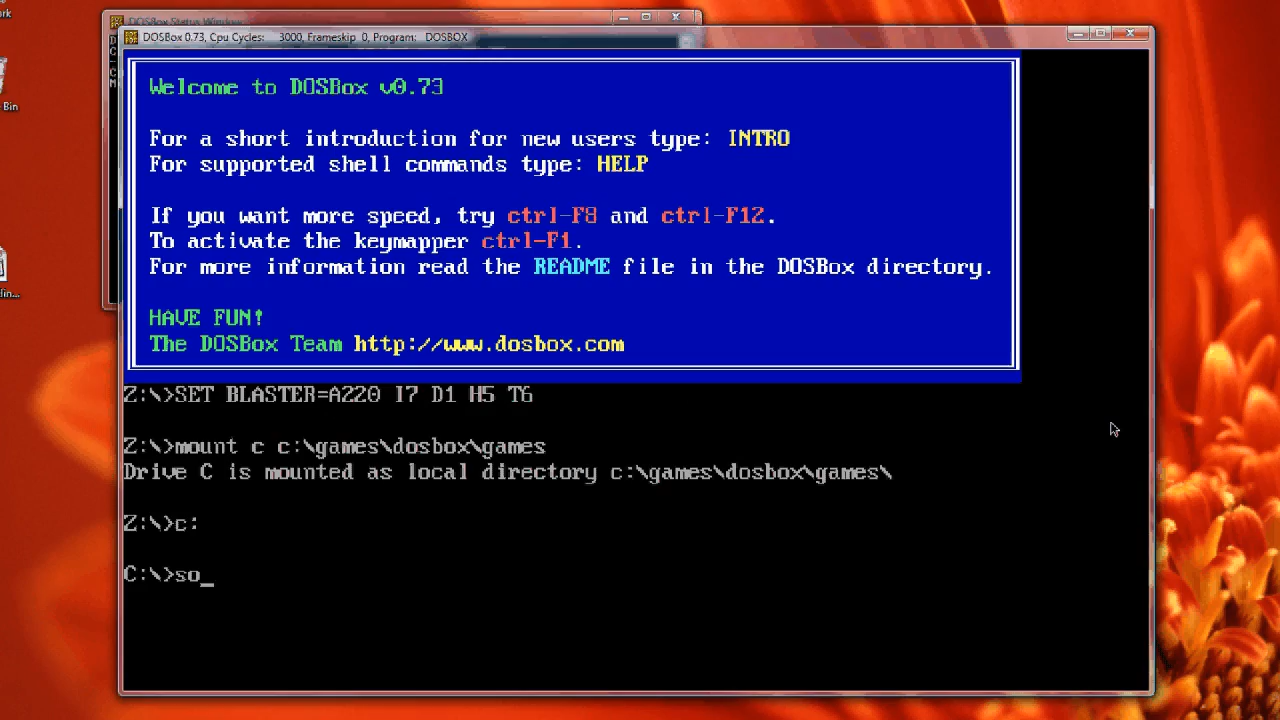 DOSBox Status Window
DOSBox 0.73, Cpu Cycles: 3000, Frameskip 0, Program: DOSBOX
Welcome to DOSBox v0.73
For a short introduction for new users type: INTRO
For supported shell commands type: HELP
If you want more speed, try ctrl-F8 and ctrl-F12.
To activate the keymapper ctrl-F1.
For more information read the README file in the DOSBox directory.
HAVE FUN!
The DOSBox Team http://www.dosbox.com
Z:\>SET BLASTER=A220 I7 D1 H5 T6
Z:\>mount c c:\games\dosbox\games
Drive C is mounted as local directory c:\games\dosbox\games\
Z:\>c:
C:\>so_
Bin